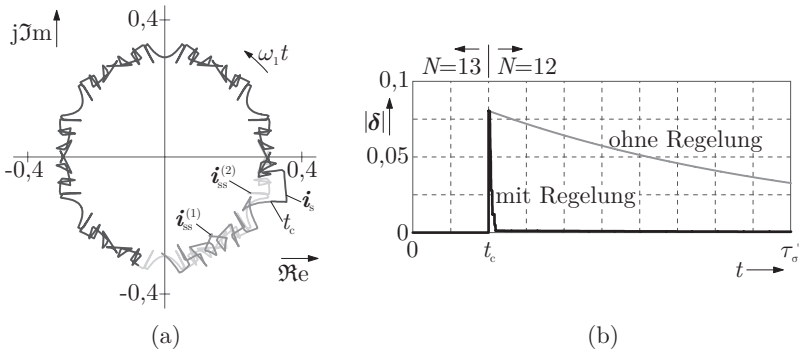 jℑm
0,4
ω₁t
-0,4
0,4
i_ss^(2)
i_s
i_ss^(1)
t_c
ℜe
-0,4
(a)
N=13 N=12
0,1
|δ|
ohne Regelung
0,05
mit Regelung
0
0 t_c t τ_σ'
(b)